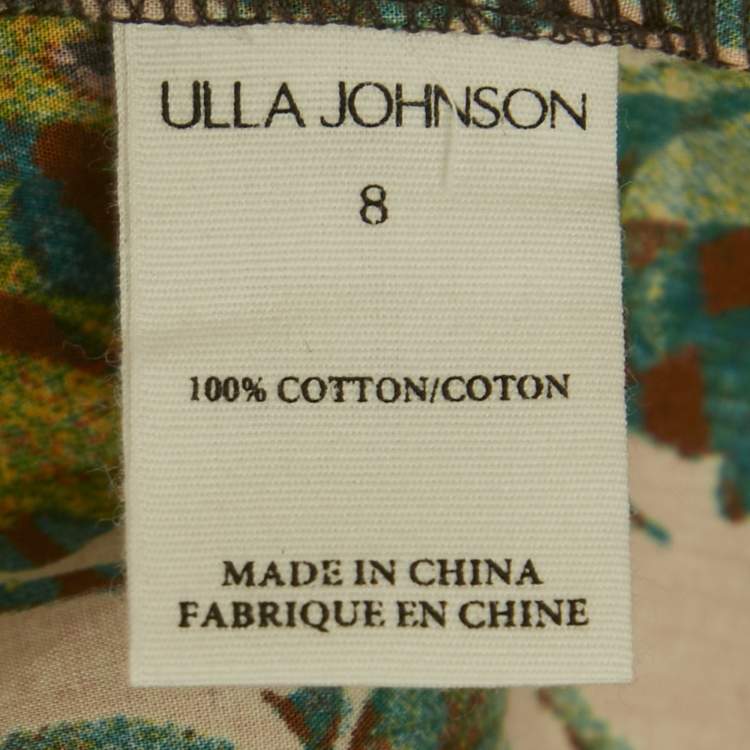 ULLA JOHNSON
8
100% COTTON/COTON
MADE IN CHINA
FABRIQUE EN CHINE